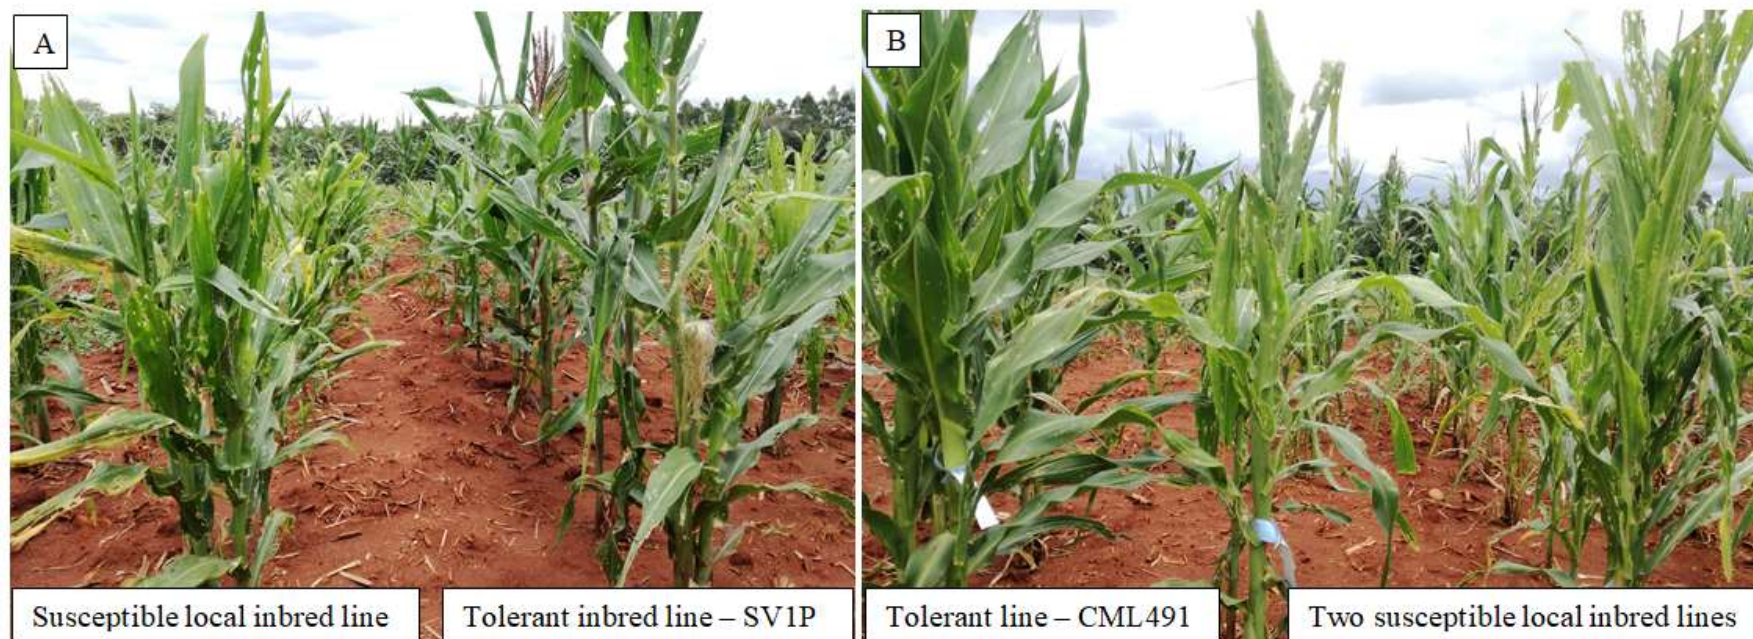 A
B
Susceptible local inbred line
Tolerant inbred line – SV1P
Tolerant line – CML491
Two susceptible local inbred lines